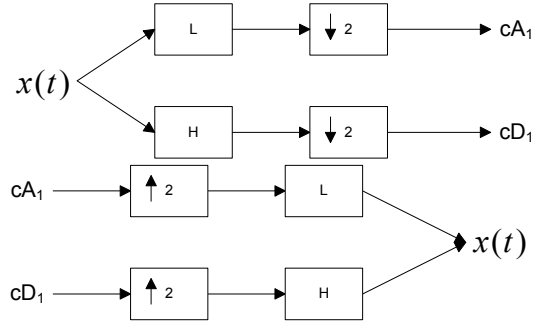 L
↓ 2
cA₁
x(t)
H
↓ 2
cD₁
cA₁
↑ 2
L
x(t)
cD₁
↑ 2
H